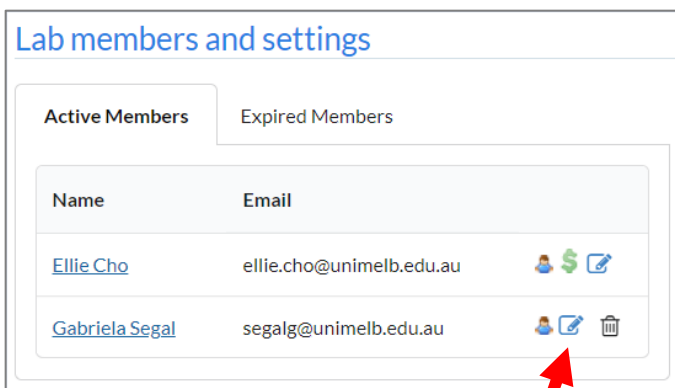 Lab members and settings
Active Members Expired Members
Name Email
Ellie Cho ellie.cho@unimelb.edu.au $
Gabriela Segal segalg@unimelb.edu.au